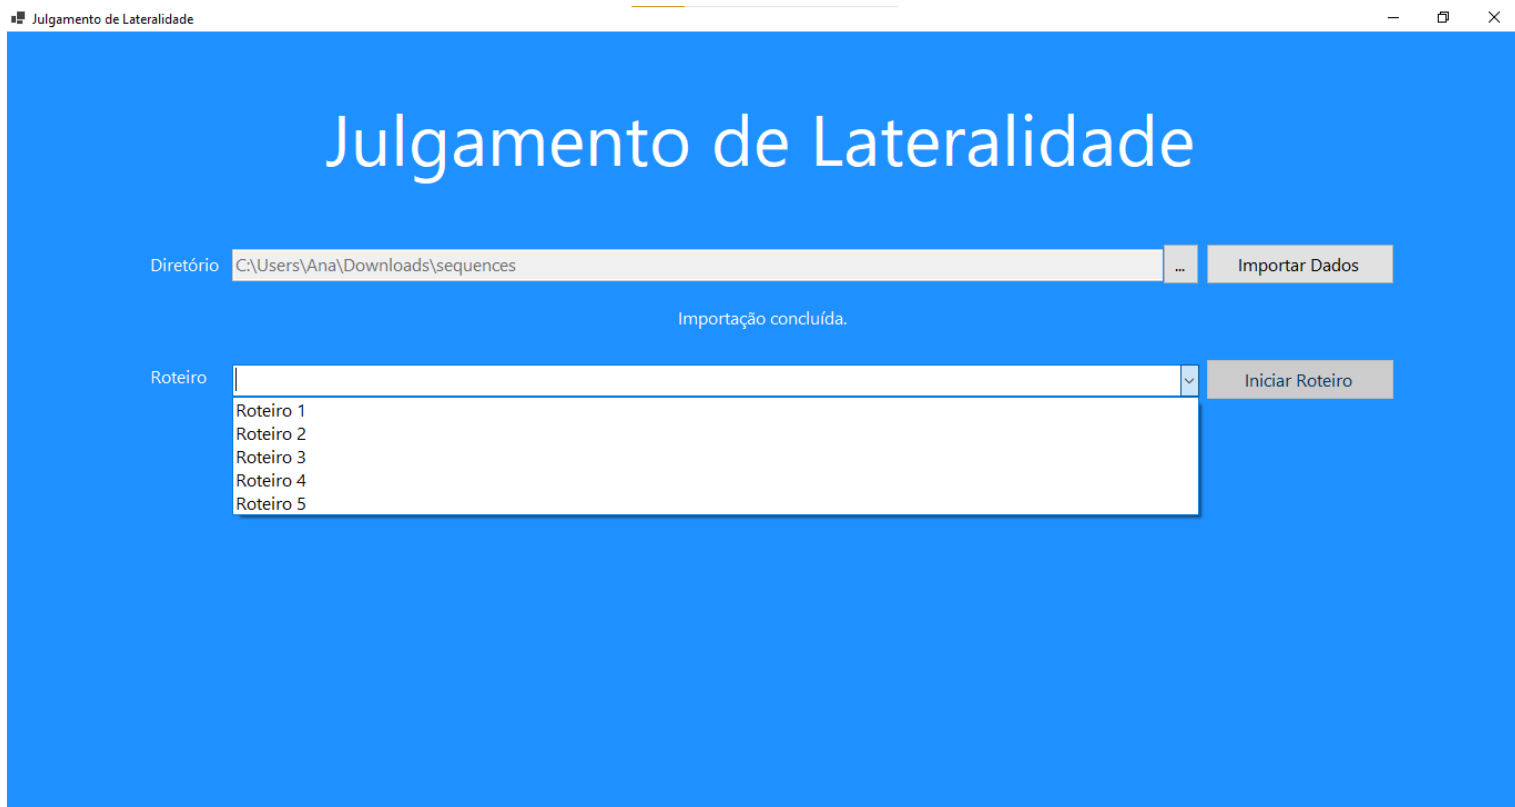 Julgamento de Lateralidade
Julgamento de Lateralidade
Diretório C:\Users\Ana\Downloads\sequences ... Importar Dados
Importação concluída.
Roteiro Iniciar Roteiro
Roteiro 1
Roteiro 2
Roteiro 3
Roteiro 4
Roteiro 5